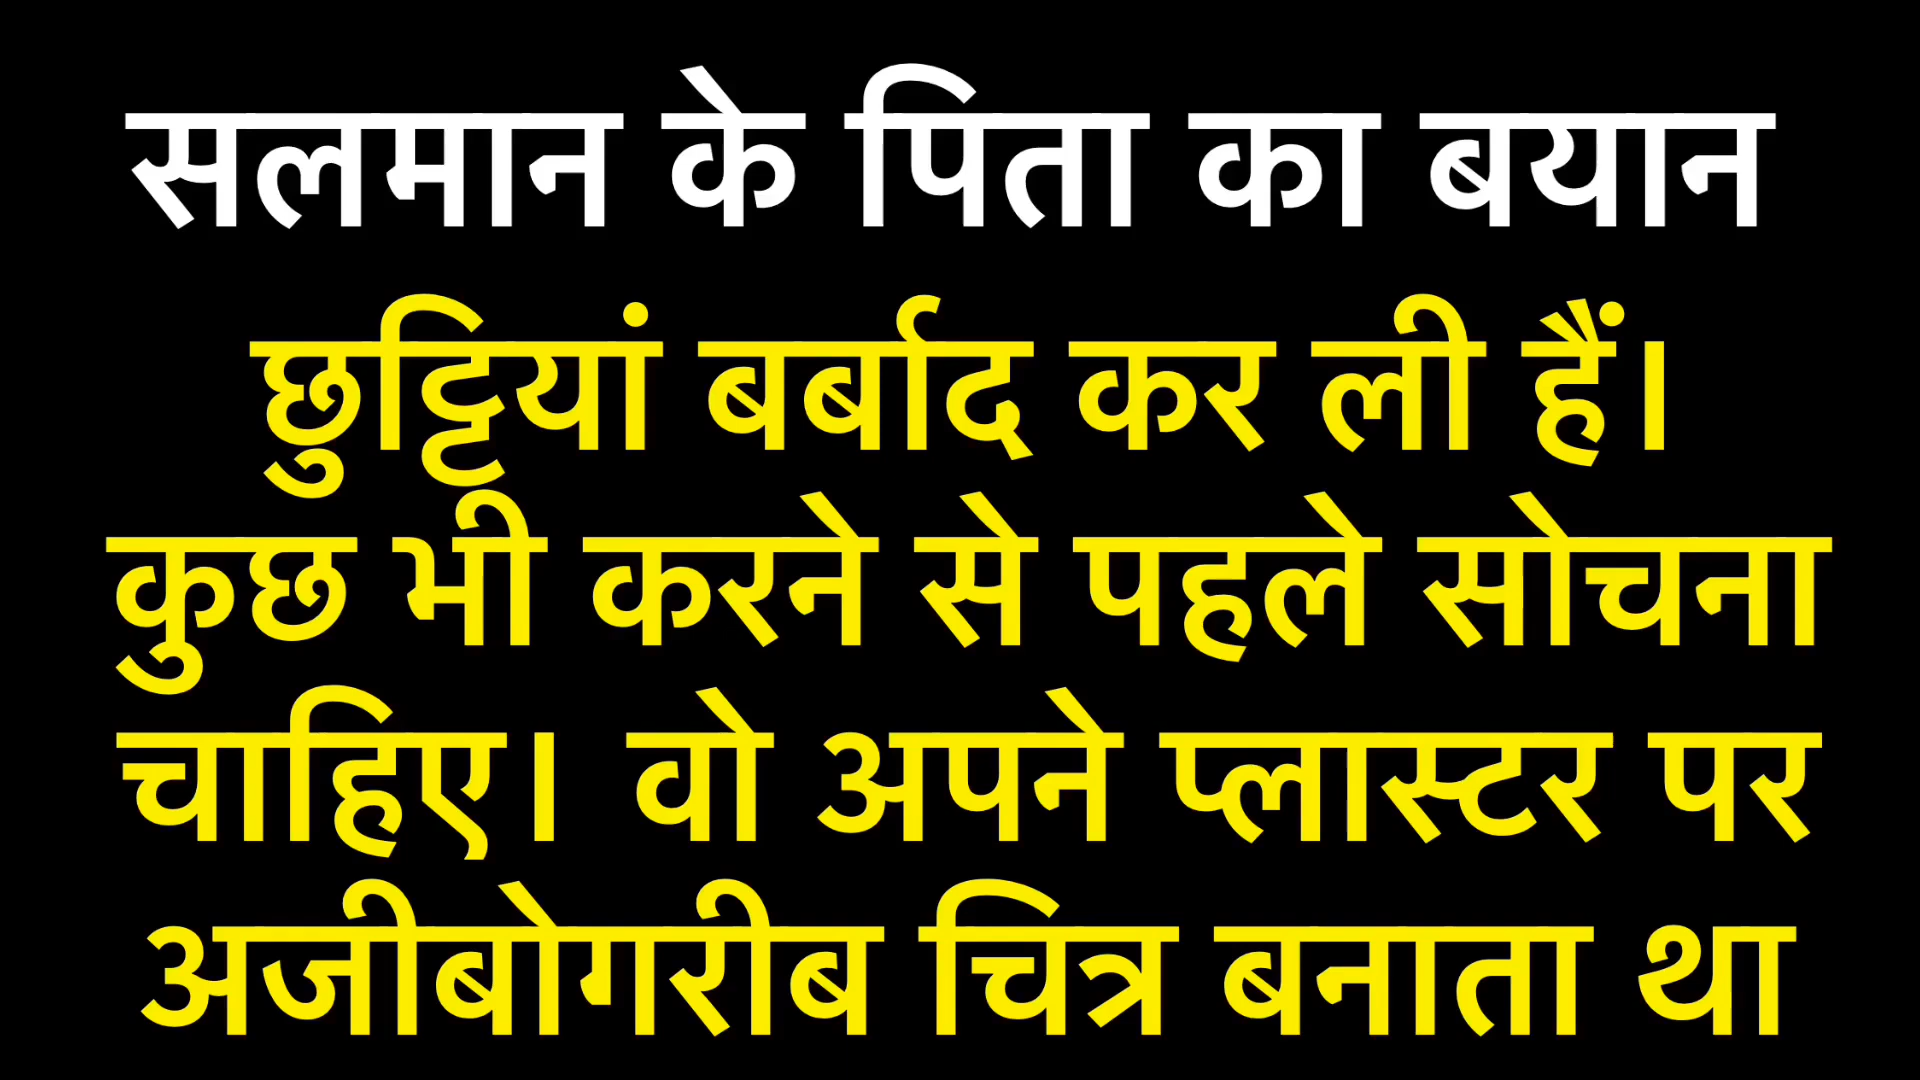 सलमान के पिता का बयान
छुट्टियां बर्बाद कर ली हैं।
कुछ भी करने से पहले सोचना
चाहिए। वो अपने प्लास्टर पर
अजीबोगरीब चित्र बनाता था